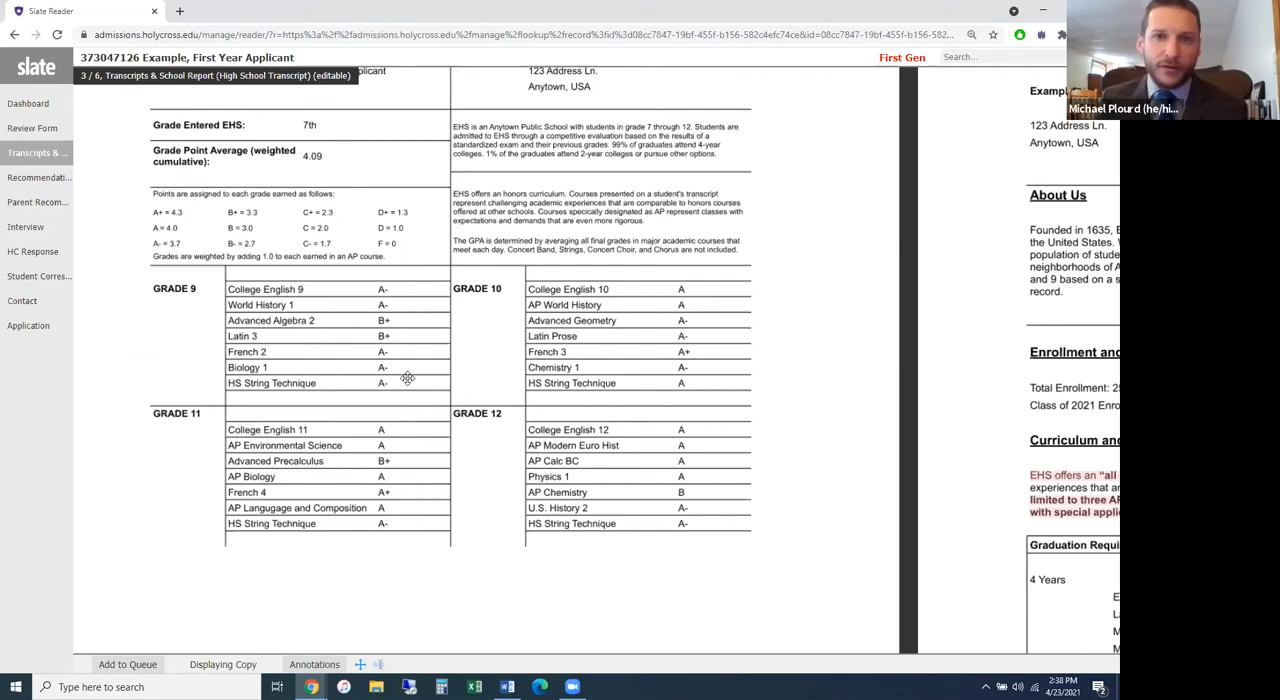 Slate Reader
admissions.holycross.edu/manage/reader/?r=https%3a%2f%2fadmissions.holycross.edu%2fmanage%2flookup%2frecord%3fid%3d08cc7847-19bf-455f-b156-582c4efc74ce&id=08cc7847-19bf-455f-b156-582...
slate
373047126 Example, First Year Applicant
First Gen
Search...
3 / 6, Transcripts & School Report (High School Transcript) (editable)
Dashboard
Review Form
Transcripts & ...
Recommendati...
Parent Recom...
Interview
HC Response
Student Corres...
Contact
Application
plicant
123 Address Ln.
Anytown, USA
Grade Entered EHS: 7th
Grade Point Average (weighted cumulative): 4.09
EHS is an Anytown Public School with students in grade 7 through 12. Students are
admitted to EHS through a competitive evaluation based on the results of a
standardized exam and their previous grades. 99% of graduates attend 4-year
colleges. 1% of the graduates attend 2-year colleges or pursue other options.
Points are assigned to each grade earned as follows:
A+ = 4.3 B+ = 3.3 C+ = 2.3 D+ = 1.3
A = 4.0 B = 3.0 C = 2.0 D = 1.0
A- = 3.7 B- = 2.7 C- = 1.7 F = 0
Grades are weighted by adding 1.0 to each earned in an AP course.
EHS offers an honors curriculum. Courses presented on a student's transcript
represent challenging academic experiences that are comparable to honors courses
offered at other schools. Courses specially designated as AP represent classes with
expectations and demands that are even more rigorous.
The GPA is determined by averaging all final grades in major academic courses that
meet each day. Concert Band, Strings, Concert Choir, and Chorus are not included.
GRADE 9
College English 9 A-
World History 1 A-
Advanced Algebra 2 B+
Latin 3 B+
French 2 A-
Biology 1 A-
HS String Technique A-
GRADE 10
College English 10 A
AP World History A
Advanced Geometry A-
Latin Prose A-
French 3 A+
Chemistry 1 A-
HS String Technique A
GRADE 11
College English 11 A
AP Environmental Science A
Advanced Precalculus B+
AP Biology A
French 4 A+
AP Langugage and Composition A
HS String Technique A-
GRADE 12
College English 12 A
AP Modern Euro Hist A
AP Calc BC A
Physics 1 A
AP Chemistry B
U.S. History 2 A-
HS String Technique A-
Exampl
123 Address Ln.
Anytown, USA
About Us
Founded in 1635, E
the United States. W
population of stude
neighborhoods of A
and 9 based on a s
record.
Enrollment and
Total Enrollment: 25
Class of 2021 Enro
Curriculum and
EHS offers an "all
experiences that ar
limited to three AP
with special applic
Graduation Requi
4 Years
E
La
M
M
Michael Plourd (he/hi...
Add to Queue
Displaying Copy
Annotations
Type here to search
2:38 PM
4/23/2021
2